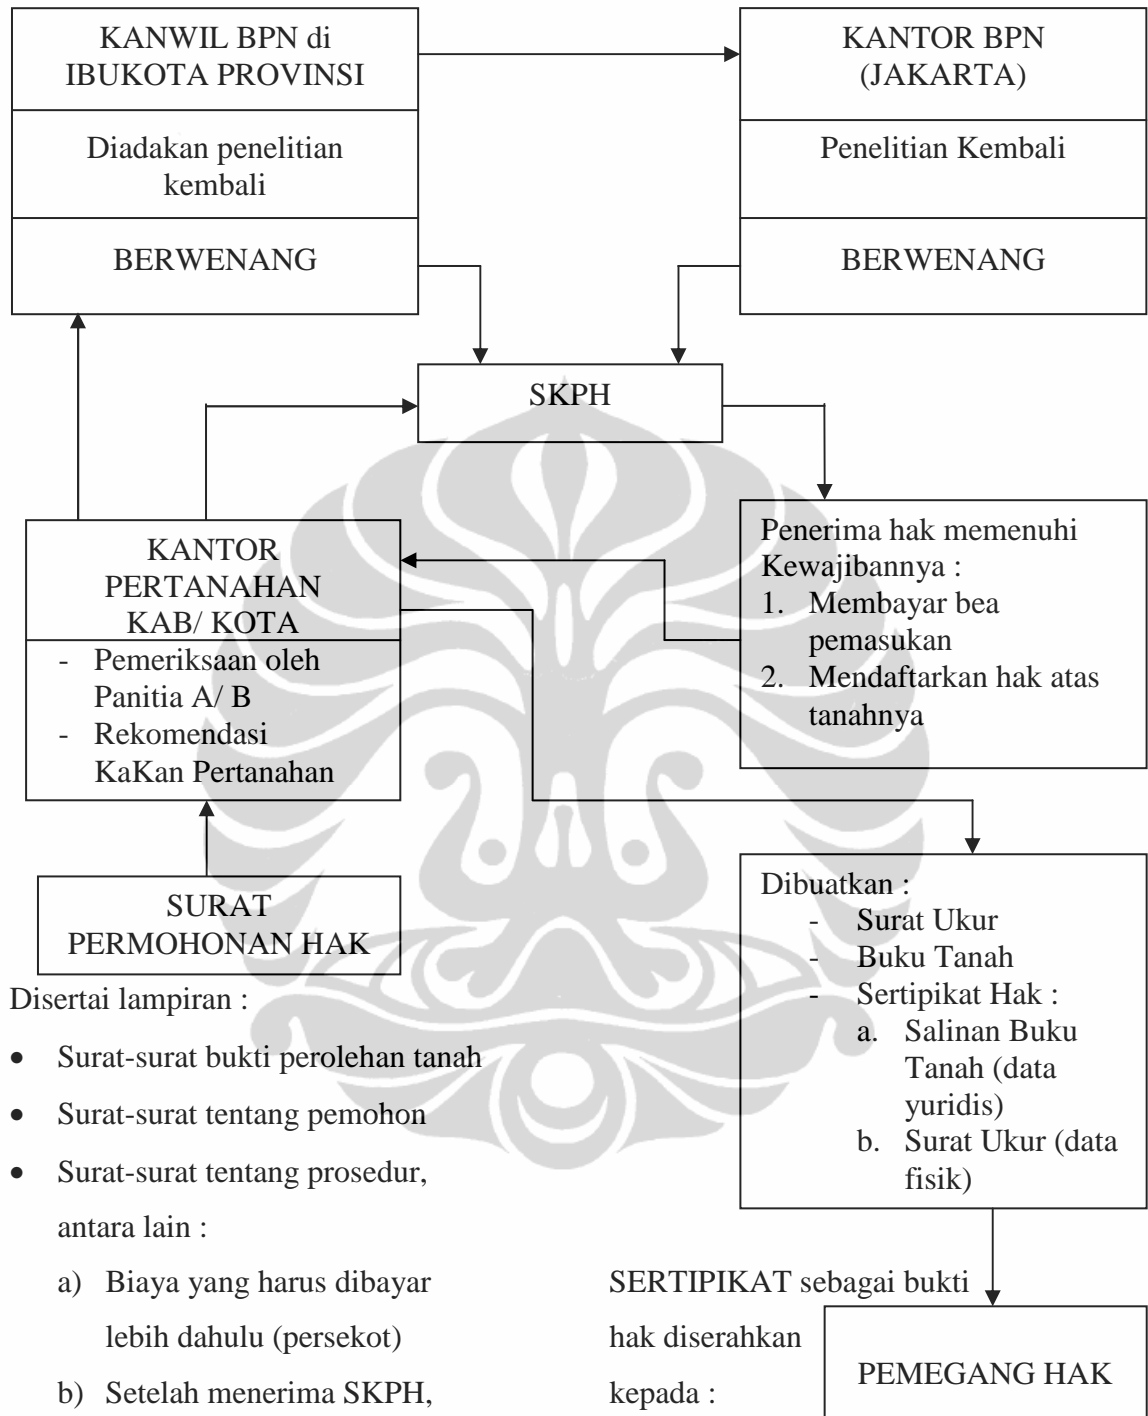 KANWIL BPN di
IBUKOTA PROVINSI
Diadakan penelitian
kembali
BERWENANG
KANTOR BPN
(JAKARTA)
Penelitian Kembali
BERWENANG
SKPH
KANTOR
PERTANAHAN
KAB/ KOTA
- Pemeriksaan oleh
Panitia A/ B
- Rekomendasi
KaKan Pertanahan
Penerima hak memenuhi
Kewajibannya :
1. Membayar bea
pemasukan
2. Mendaftarkan hak atas
tanahnya
SURAT
PERMOHONAN HAK
Disertai lampiran :
• Surat-surat bukti perolehan tanah
• Surat-surat tentang pemohon
• Surat-surat tentang prosedur,
antara lain :
a) Biaya yang harus dibayar
lebih dahulu (persekot)
b) Setelah menerima SKPH,
Dibuatkan :
- Surat Ukur
- Buku Tanah
- Sertipikat Hak :
a. Salinan Buku
Tanah (data
yuridis)
b. Surat Ukur (data
fisik)
SERTIPIKAT sebagai bukti
hak diserahkan
kepada :
PEMEGANG HAK